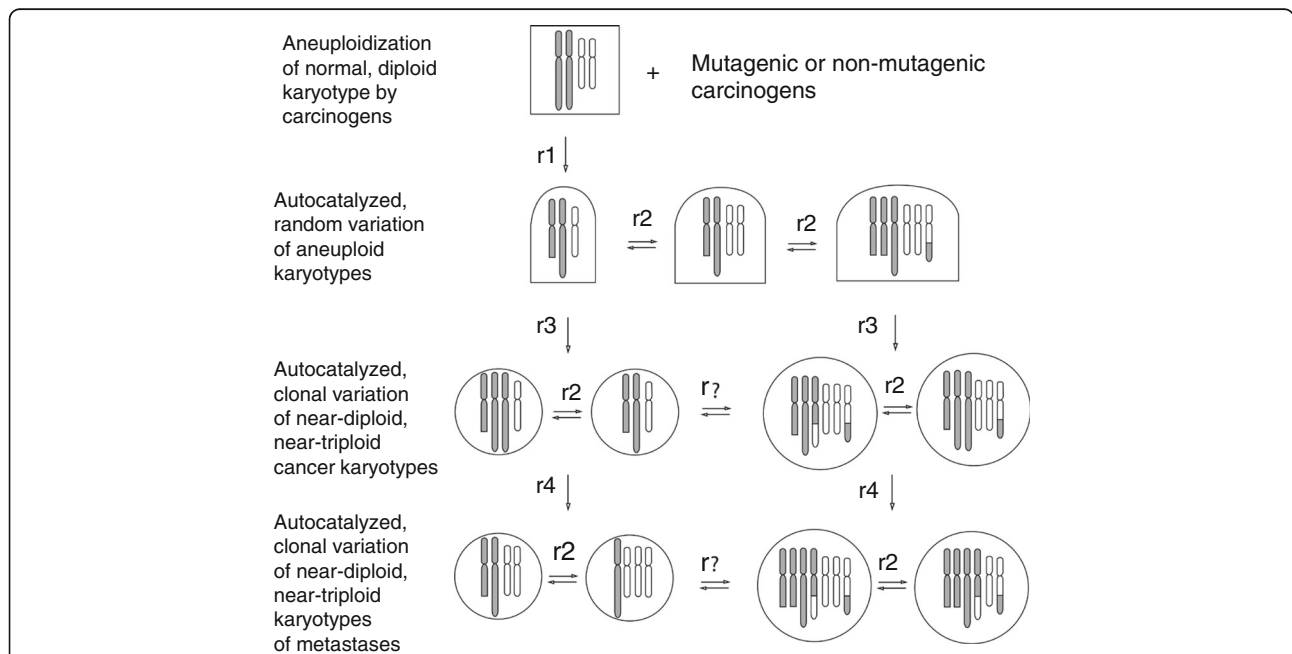 Aneuploidization
of normal, diploid
karyotype by
carcinogens
+
Mutagenic or non-mutagenic
carcinogens
r1
Autocatalyzed,
random variation
of aneuploid
karyotypes
r2
r2
r3
r3
Autocatalyzed,
clonal variation
of near-diploid,
near-triploid
cancer karyotypes
r2
r?
r2
r4
r4
Autocatalyzed,
clonal variation
of near-diploid,
near-triploid
karyotypes
of metastases
r2
r?
r2